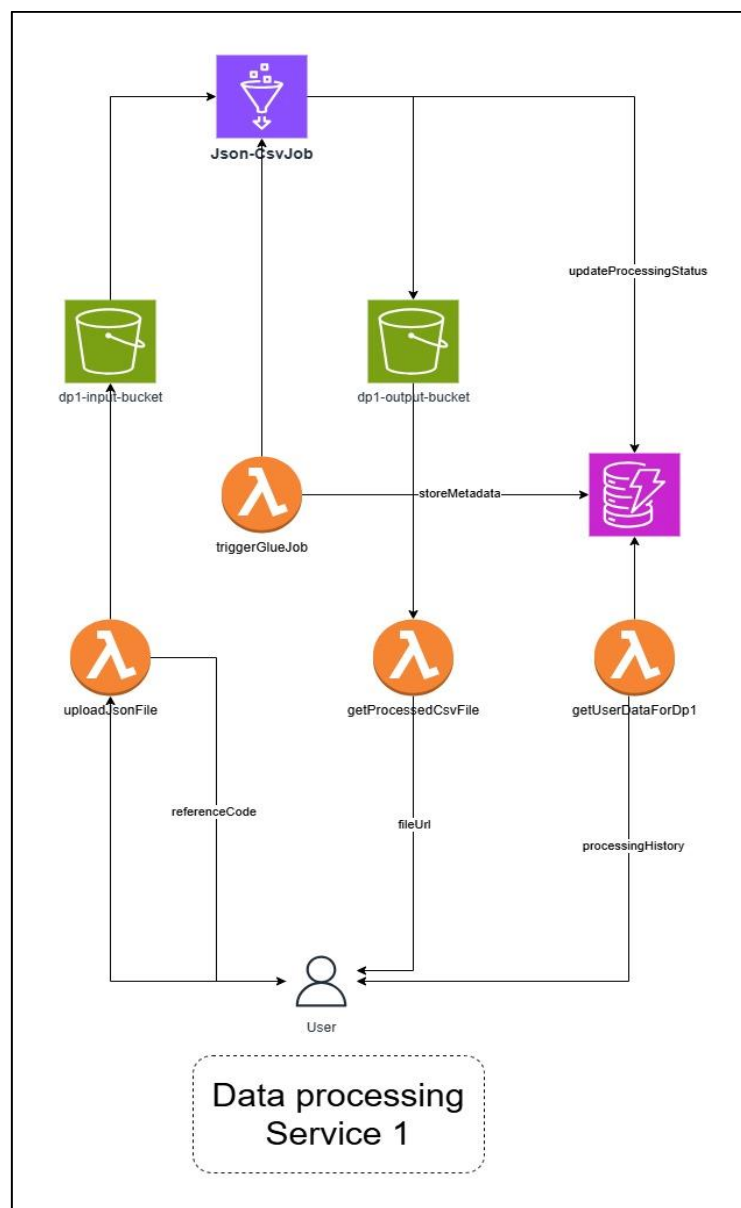 Json-CsvJob
updateProcessingStatus
dp1-input-bucket
dp1-output-bucket
storeMetadata
triggerGlueJob
uploadJsonFile
getProcessedCsvFile
getUserDataForDp1
referenceCode
fileUrl
processingHistory
User
Data processing
Service 1